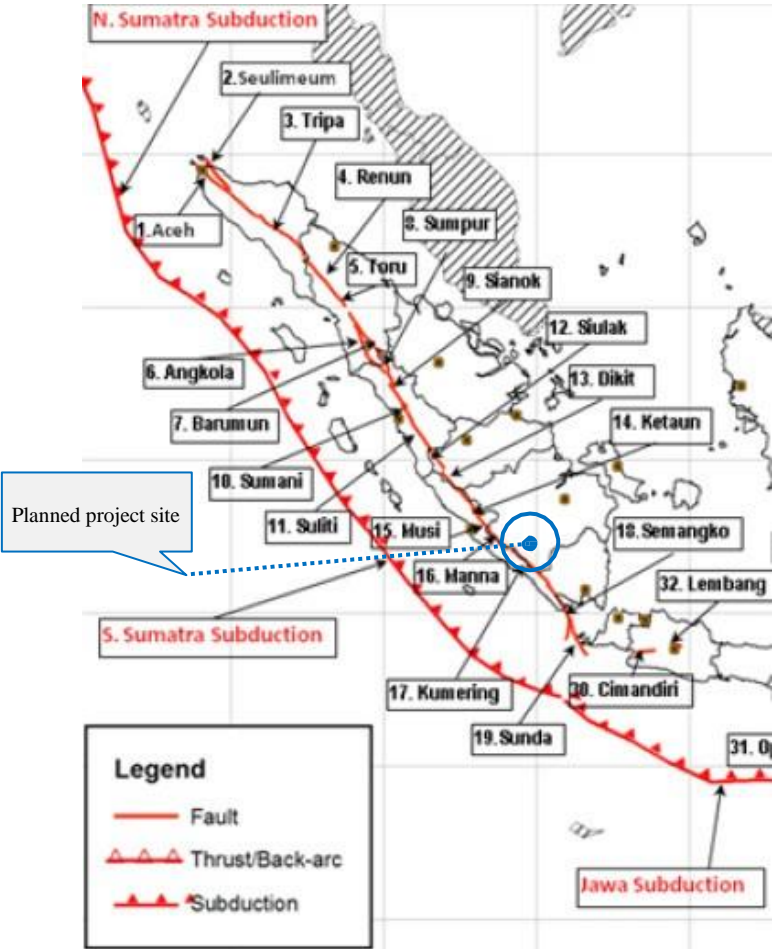 N. Sumatra Subduction
2.Seulimeum
3. Tripa
4. Renun
8. Sumpur
1.Aceh
5. Toru
9. Sianok
12. Siulak
6. Angkola
13. Dikit
7. Barumun
14. Ketaun
10. Sumani
Planned project site
11. Suliti
15. Musi
18.Semangko
16. Manna
32. Lembang
S. Sumatra Subduction
17. Kumering
30. Cimandiri
19.Sunda
31. Op
Legend
Fault
Thrust/Back-arc
Subduction
Jawa Subduction